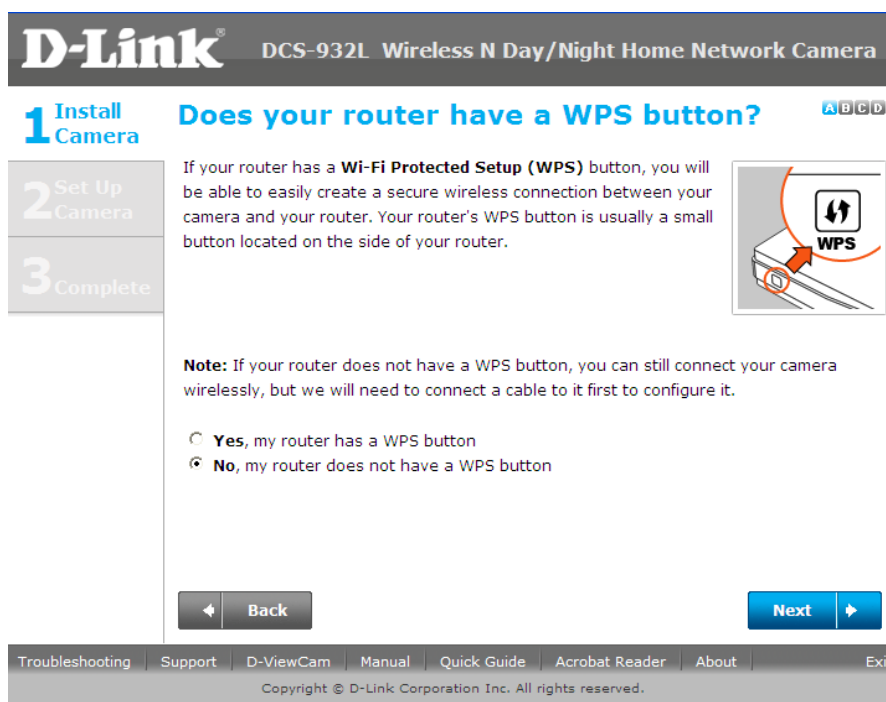 D-Link®
DCS-932L Wireless N Day/Night Home Network Camera
1 Install
Camera
2 Set Up
Camera
3 Complete
Does your router have a WPS button?
A B C D
If your router has a Wi-Fi Protected Setup (WPS) button, you will
be able to easily create a secure wireless connection between your
camera and your router. Your router's WPS button is usually a small
button located on the side of your router.
WPS
Note: If your router does not have a WPS button, you can still connect your camera
wirelessly, but we will need to connect a cable to it first to configure it.
Yes, my router has a WPS button
No, my router does not have a WPS button
Back
Next
Troubleshooting Support D-ViewCam Manual Quick Guide Acrobat Reader About Exi
Copyright © D-Link Corporation Inc. All rights reserved.